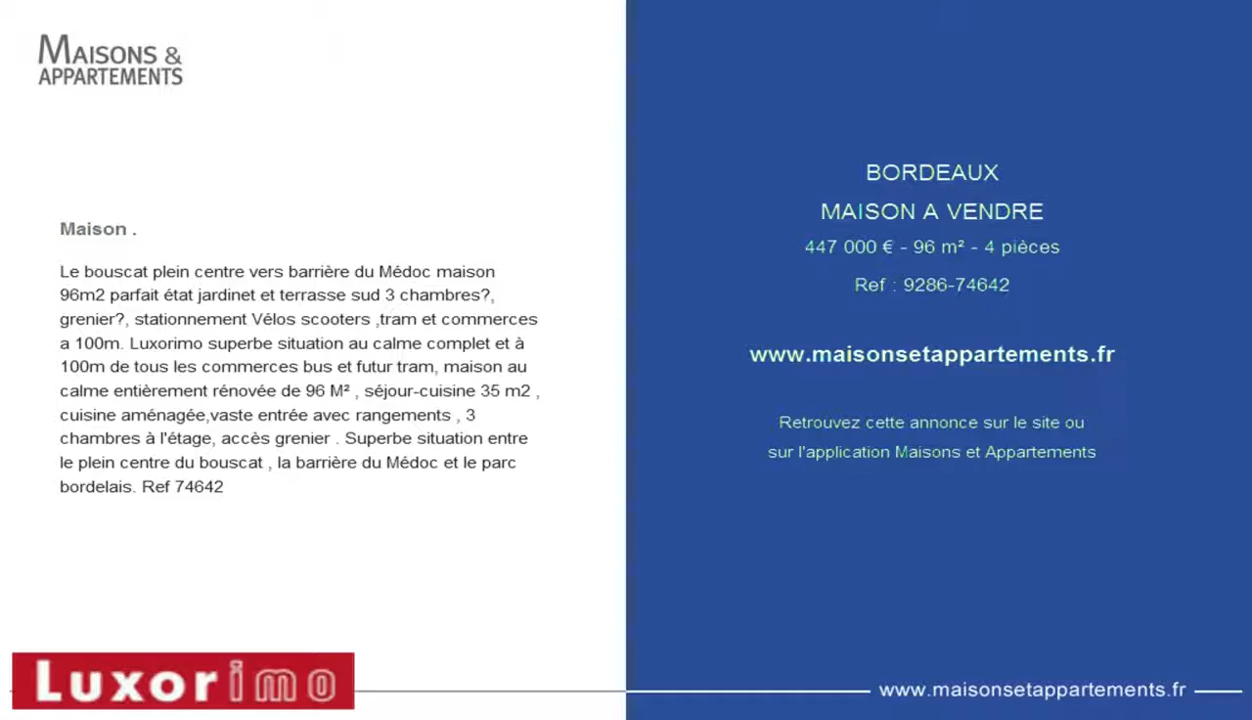 MAISONS &
APPARTEMENTS
Maison .
Le bouscat plein centre vers barrière du Médoc maison
96m2 parfait état jardinet et terrasse sud 3 chambres?,
grenier?, stationnement Vélos scooters ,tram et commerces
a 100m. Luxorimo superbe situation au calme complet et à
100m de tous les commerces bus et futur tram, maison au
calme entièrement rénovée de 96 M² , séjour-cuisine 35 m2 ,
cuisine aménagée,vaste entrée avec rangements , 3
chambres à l'étage, accès grenier . Superbe situation entre
le plein centre du bouscat , la barrière du Médoc et le parc
bordelais. Ref 74642
Luxorimo
BORDEAUX
MAISON A VENDRE
447 000 € - 96 m² - 4 pièces
Ref : 9286-74642
www.maisonsetappartements.fr
Retrouvez cette annonce sur le site ou
sur l'application Maisons et Appartements
www.maisonsetappartements.fr